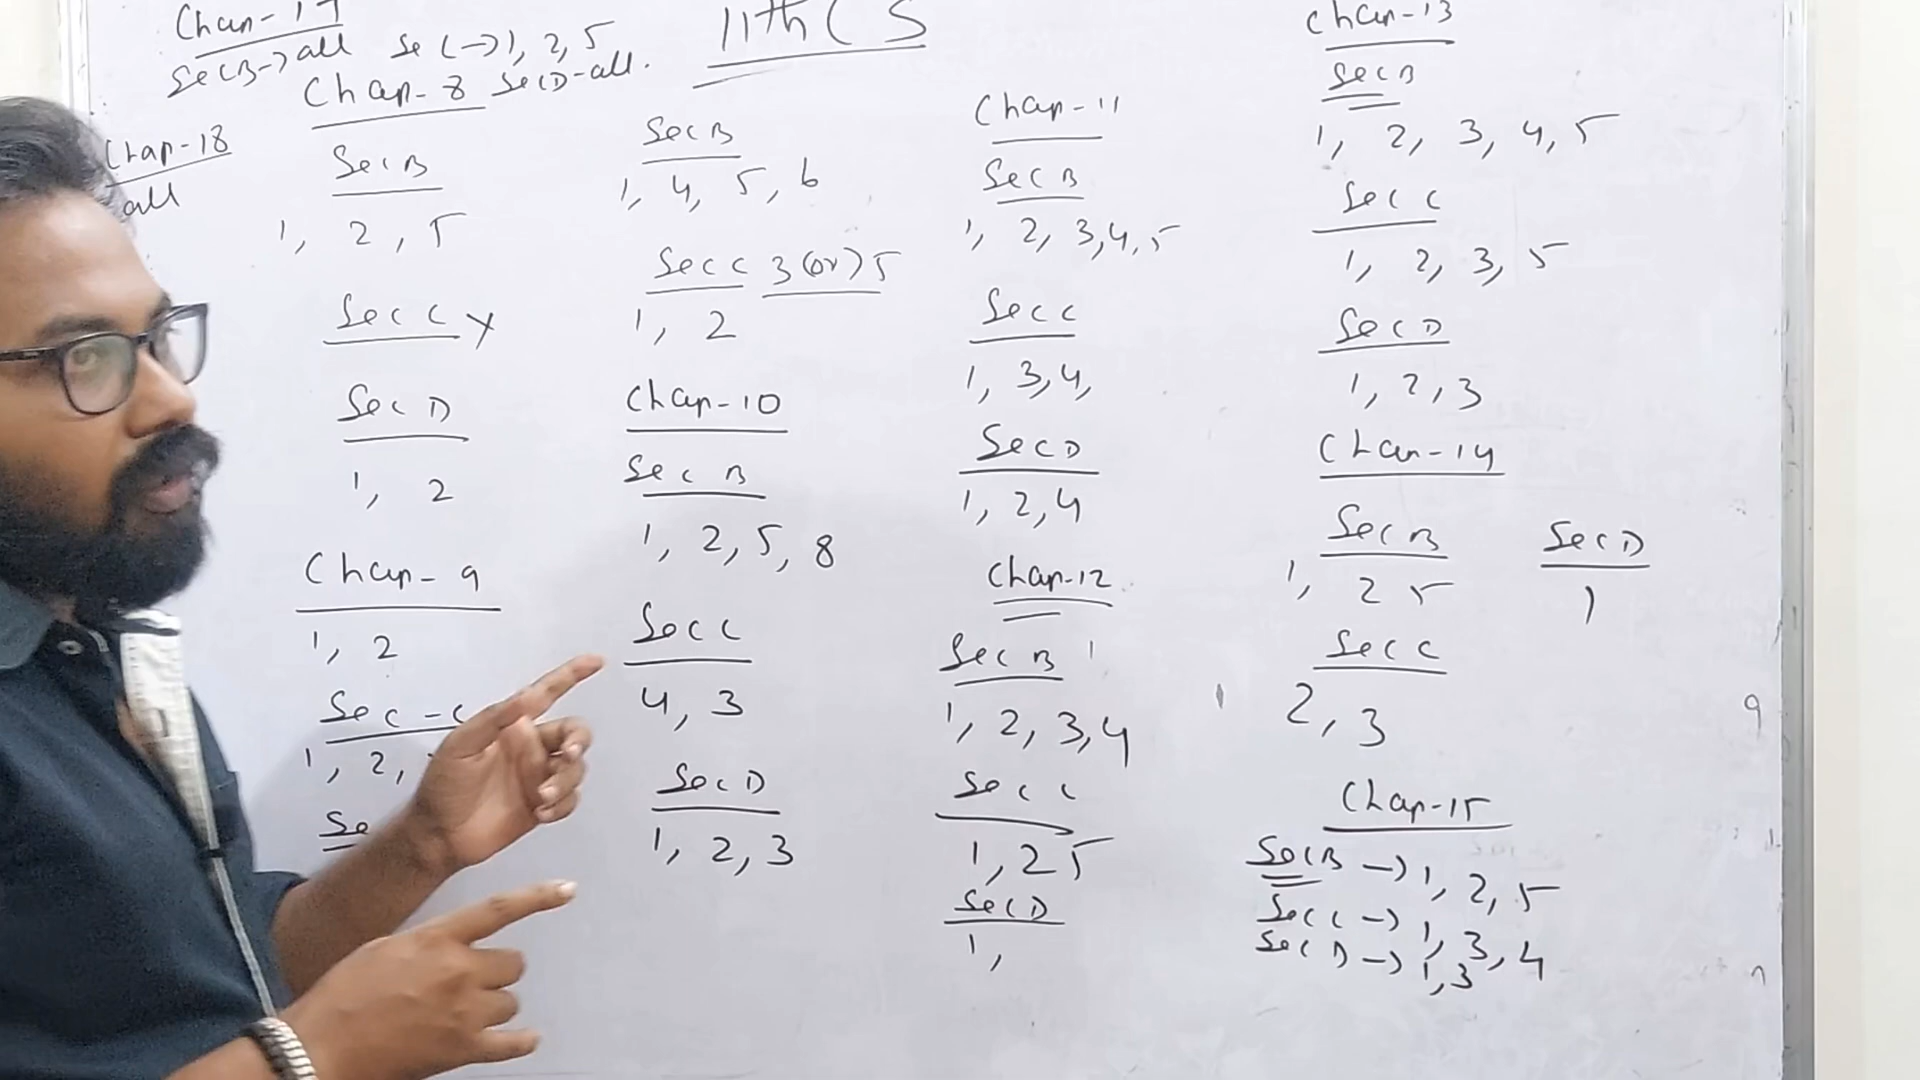 11th CS
Chap-17
Sec B → all Sec → 1, 2, 5
Sec D - all.
Chap-18
all
Chap-8
Sec B
1, 2, 5
Sec C x
Sec D
1, 2
Chap-9
1, 2
Sec-C
1, 2,
Se
Sec B
1, 4, 5, 6
Sec C 3 (or) 5
1, 2
Chap-10
Sec B
1, 2, 5, 8
Sec C
4, 3
Sec D
1, 2, 3
Chap-11
Sec B
1, 2, 3, 4, 5
Sec C
1, 3, 4,
Sec D
1, 2, 4
Chap-12
Sec B
1, 2, 3, 4
Sec C
1, 2 5
Sec D
1,
Chap-13
Sec B
1, 2, 3, 4, 5
Sec C
1, 2, 3, 5
Sec D
1, 2, 3
Chap-14
Sec B
1, 2 5
Sec D
1
Sec C
2, 3
Chap-15
Sec B → 1, 2, 5
Sec C → 1, 3, 4
Sec D → 1, 3